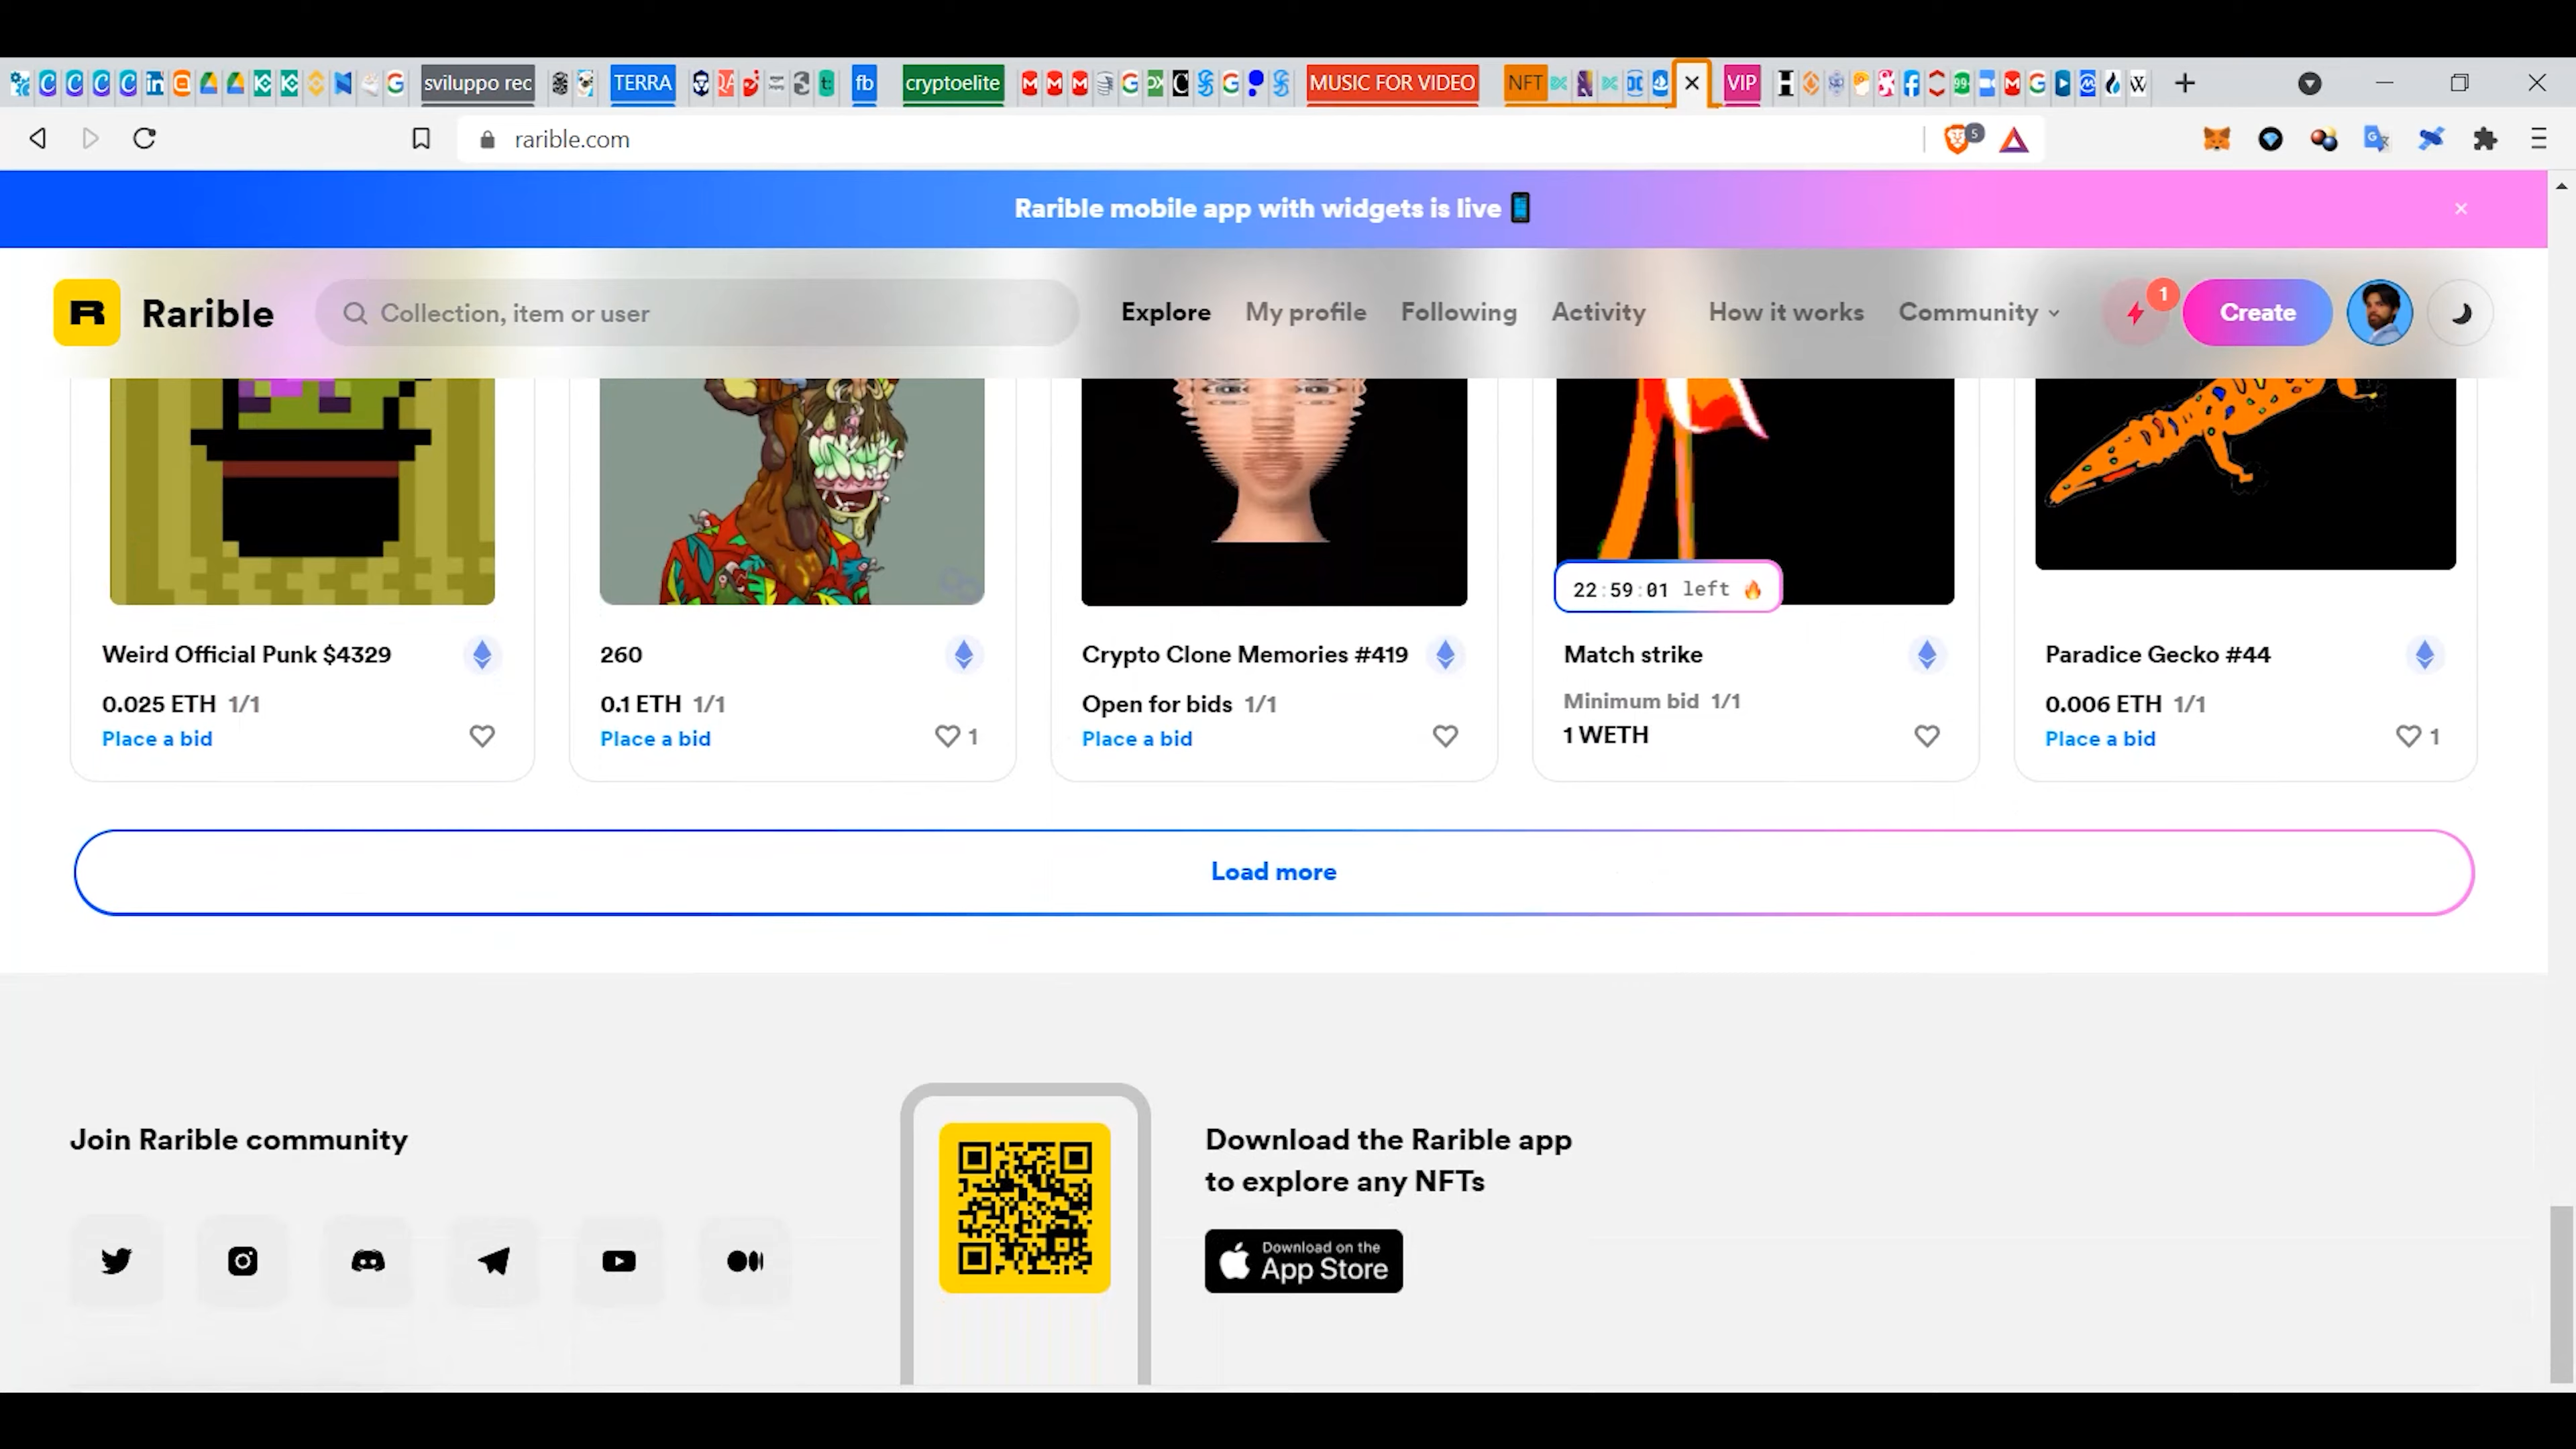 sviluppo rec
TERRA
fb
cryptoelite
MUSIC FOR VIDEO
NFT
VIP
rarible.com
5
Rarible mobile app with widgets is live
R
Rarible
Collection, item or user
Explore
My profile
Following
Activity
How it works
Community
1
Create
22:59:01 left
Weird Official Punk $4329
0.025 ETH 1/1
Place a bid
260
0.1 ETH 1/1
Place a bid
1
Crypto Clone Memories #419
Open for bids 1/1
Place a bid
Match strike
Minimum bid 1/1
1 WETH
Paradice Gecko #44
0.006 ETH 1/1
Place a bid
1
Load more
Join Rarible community
Download the Rarible app
to explore any NFTs
Download on the
App Store